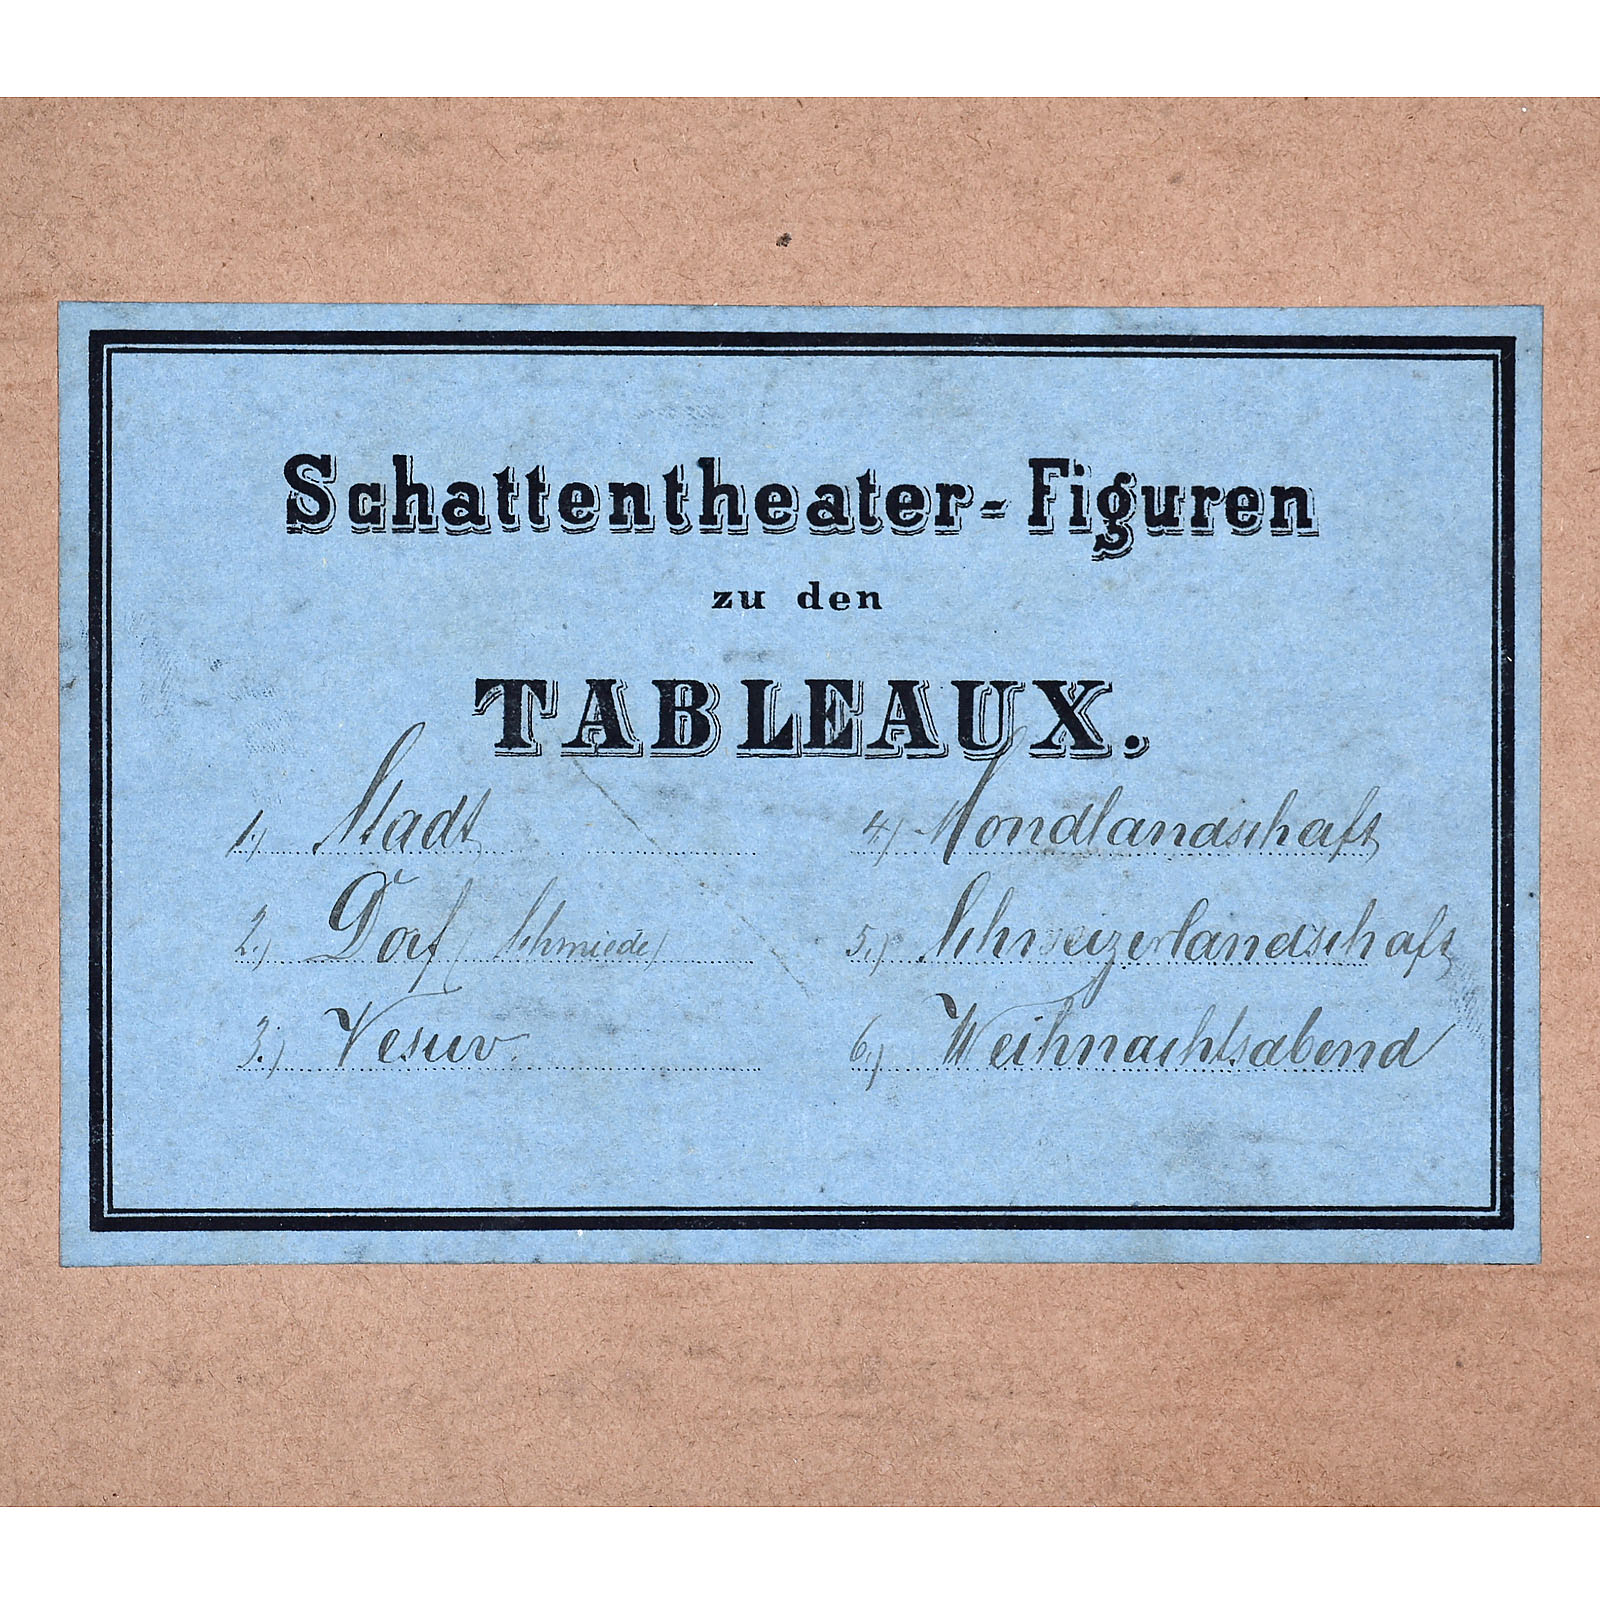 Schattentheater-Figuren
zu den
TABLEAUX.
1.) Stadt
2.) Dorf (Schmiede)
3.) Vesuv.
4.) Mondlandschaft
5.) Schweizerlandschaft
6.) Weihnachtsabend